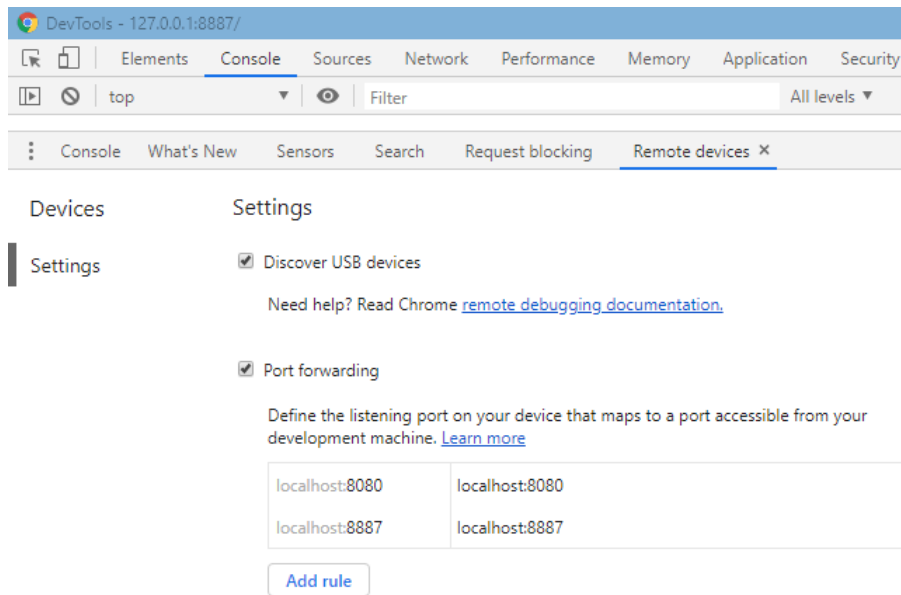 DevTools - 127.0.0.1:8887/
Elements Console Sources Network Performance Memory Application Security
top Filter All levels ▼
Console What's New Sensors Search Request blocking Remote devices ×
Devices Settings
Settings Discover USB devices
Need help? Read Chrome remote debugging documentation.
Port forwarding
Define the listening port on your device that maps to a port accessible from your
development machine. Learn more
localhost:8080 localhost:8080
localhost:8887 localhost:8887
Add rule